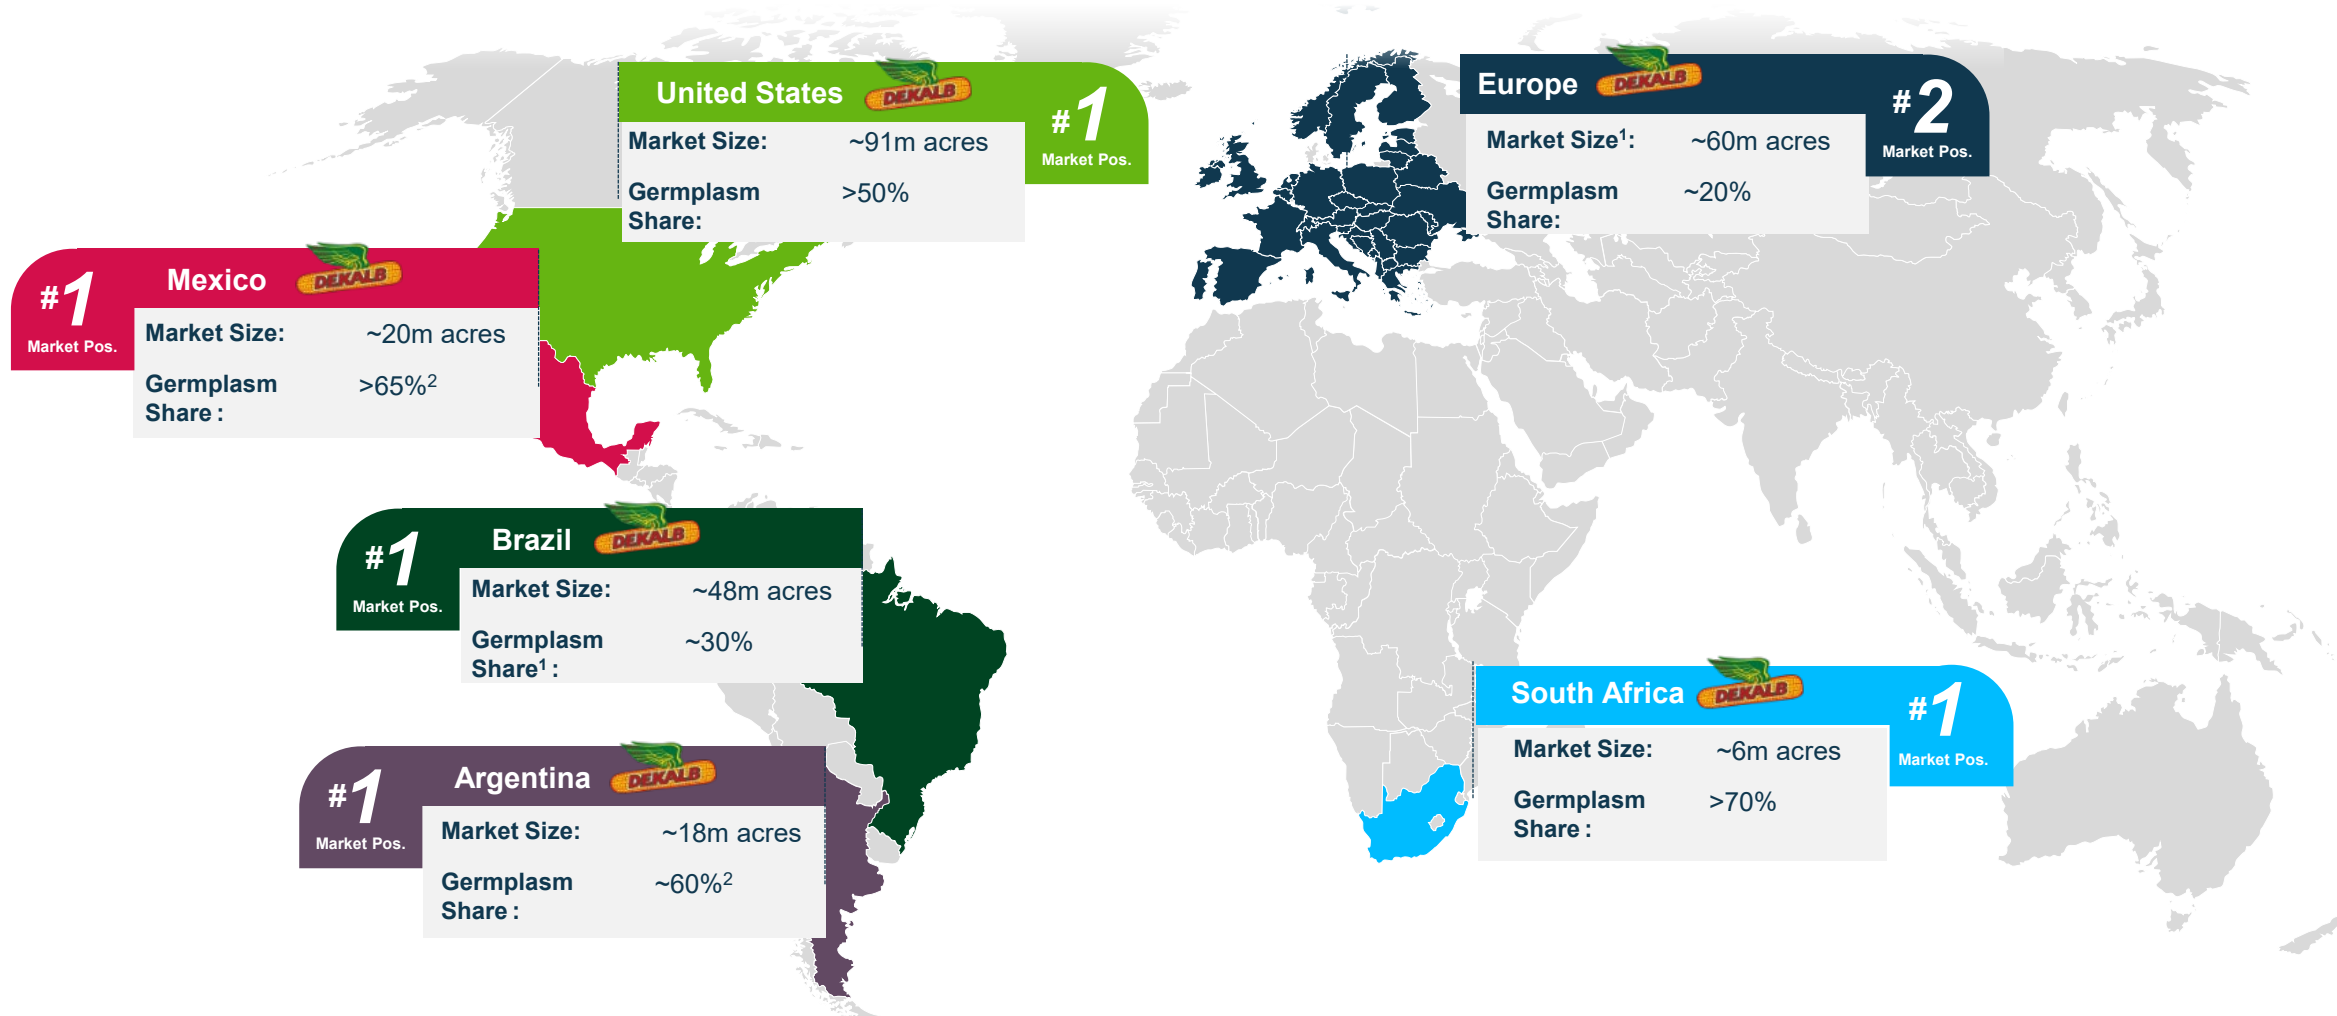 United States
DEKALB
#1
Market Pos.
Market Size: ~91m acres
Germplasm >50%
Share:
Europe
DEKALB
#2
Market Pos.
Market Size¹: ~60m acres
Germplasm ~20%
Share:
#1
Market Pos.
Mexico
DEKALB
Market Size: ~20m acres
Germplasm >65%²
Share :
#1
Market Pos.
Brazil
DEKALB
Market Size: ~48m acres
Germplasm ~30%
Share¹ :
South Africa
DEKALB
#1
Market Pos.
Market Size: ~6m acres
Germplasm >70%
Share :
#1
Market Pos.
Argentina
DEKALB
Market Size: ~18m acres
Germplasm ~60%²
Share :